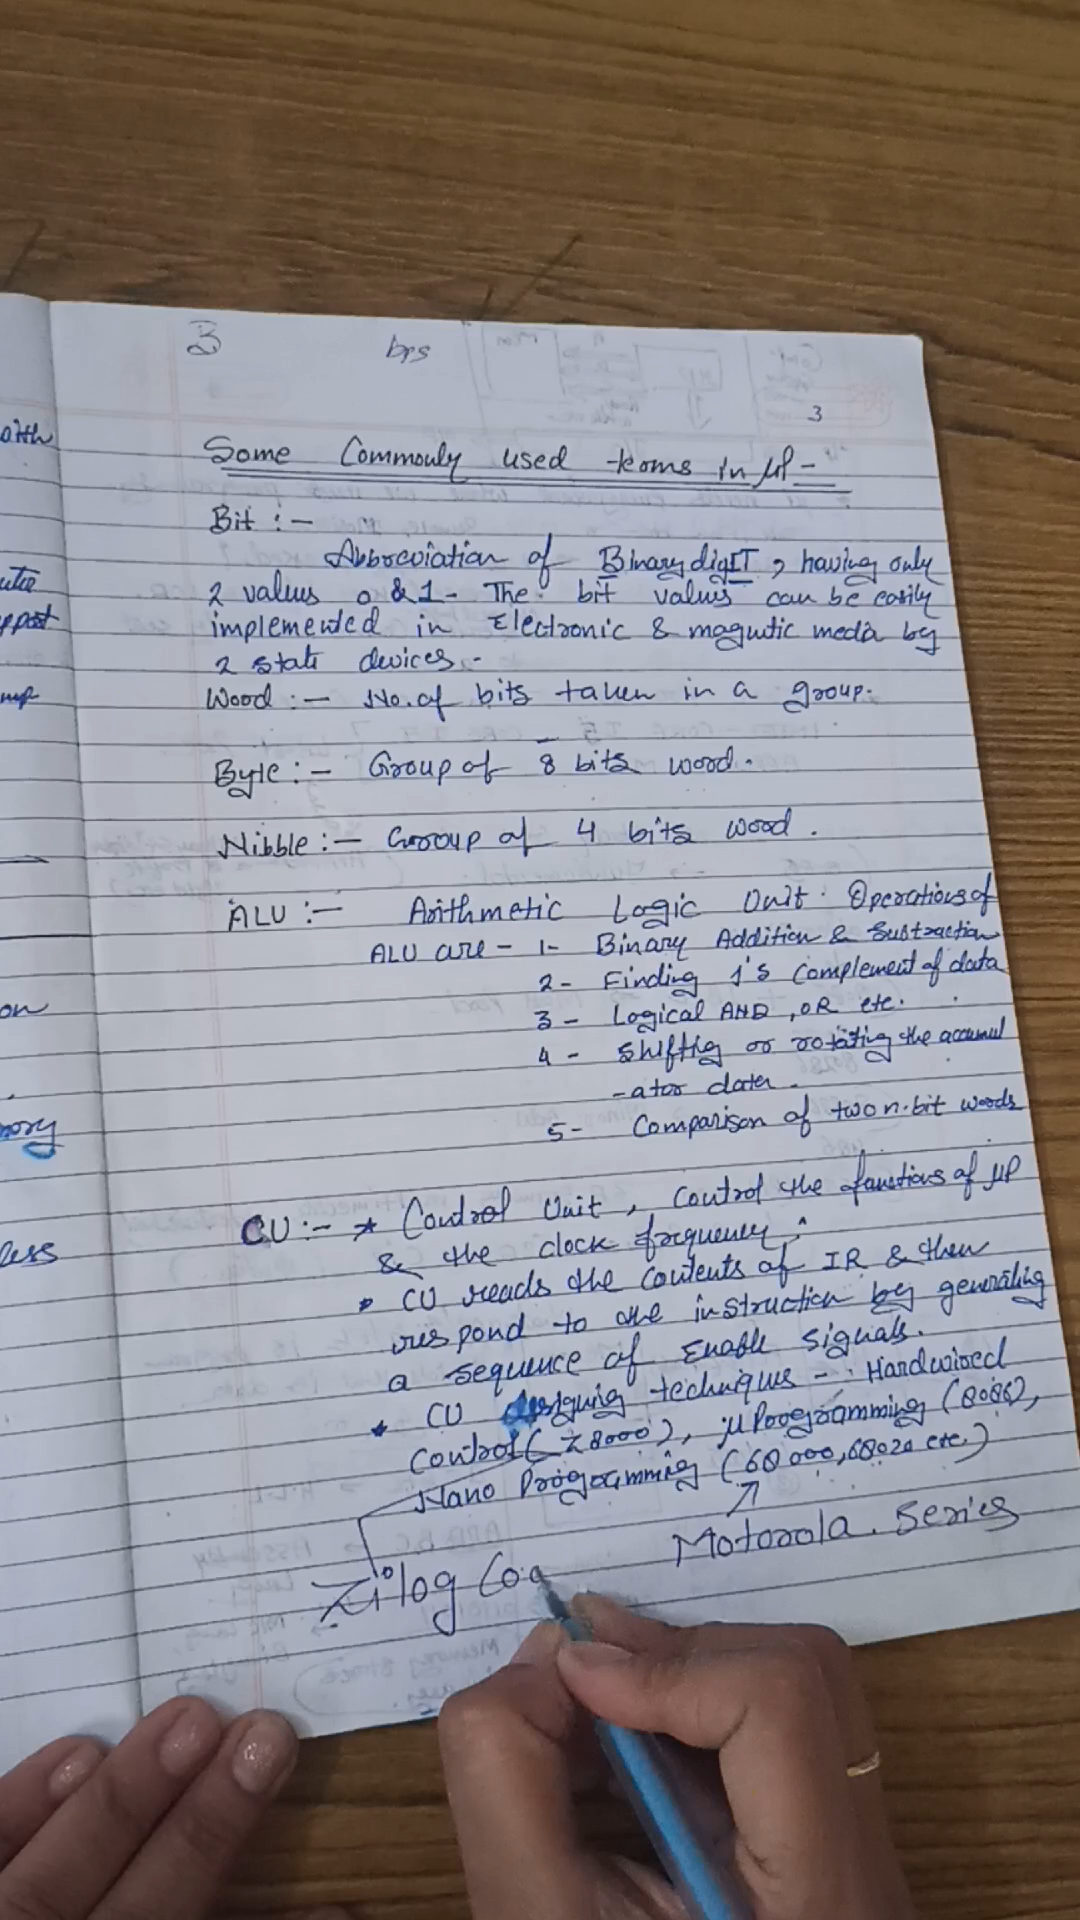 3 brs
3
Some Commonly used terms in μP -
Bit :-
Abbreviation of BinarydigIT, having only
2 values 0 & 1- The bit values can be easily
implemented in Electronic & magnetic media by
2 state devices.
Word :- No. of bits taken in a group.
Byte :- Group of 8 bits word.
Nibble :- Group of 4 bits word.
ALU :- Arithmetic Logic Unit. Operations of
ALU are - 1- Binary Addition & Substraction
2- Finding 1's complement of data
3- Logical AND, OR etc.
4- Shifting or rotating the accumul
-ator data.
5- Comparison of two n-bit words
CU :- * Control Unit, Control the functions of μP
& the clock frequency.
* CU reads the contents of IR & then
respond to the instruction by generating
a sequence of Enable signals.
* CU designing techniques - : Hardwired
Control (Z8000), μProgramming (8086),
Nano Programming (68000, 68020 etc.)
Motorola Series
Zilog
on
mory